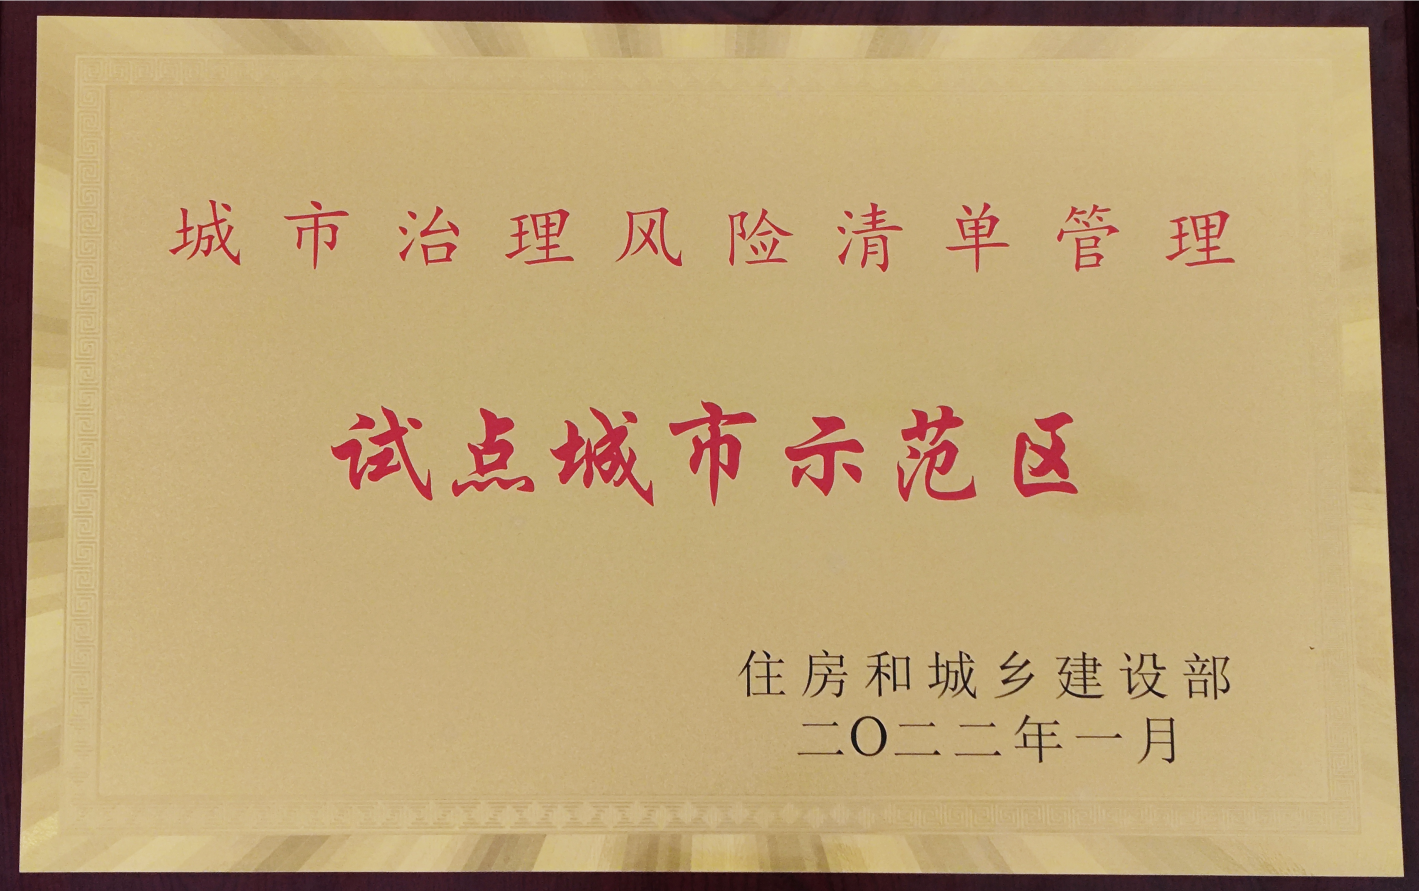 城市治理风险清单管理
试点城市示范区
住房和城乡建设部
二〇二二年一月